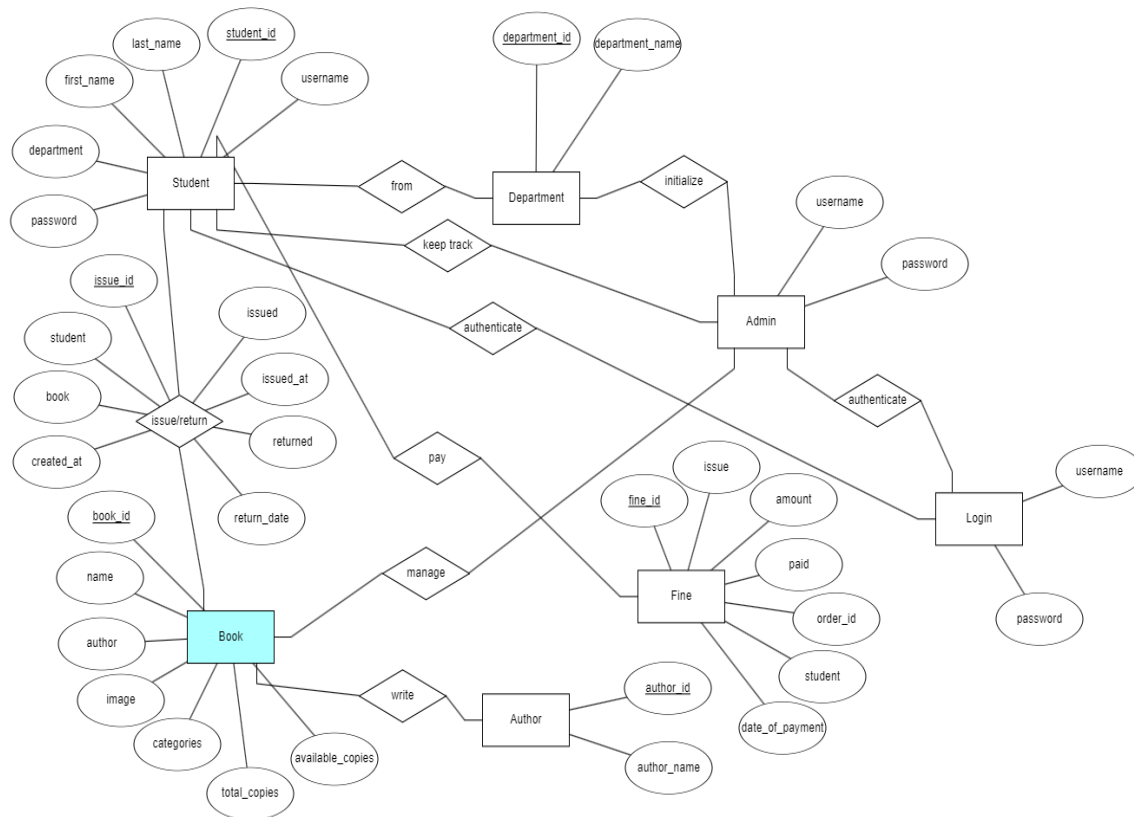 last_name
student_id
department_id
department_name
first_name
username
department
Student
from
Department
initialize
password
username
keep track
password
issue_id
issued
Admin
student
authenticate
issued_at
book
authenticate
issue/return
returned
created_at
pay
issue
username
fine_id
amount
book_id
return_date
Login
name
manage
Fine
paid
order_id
password
Book
author
student
image
write
author_id
Author
date_of_payment
categories
available_copies
author_name
total_copies